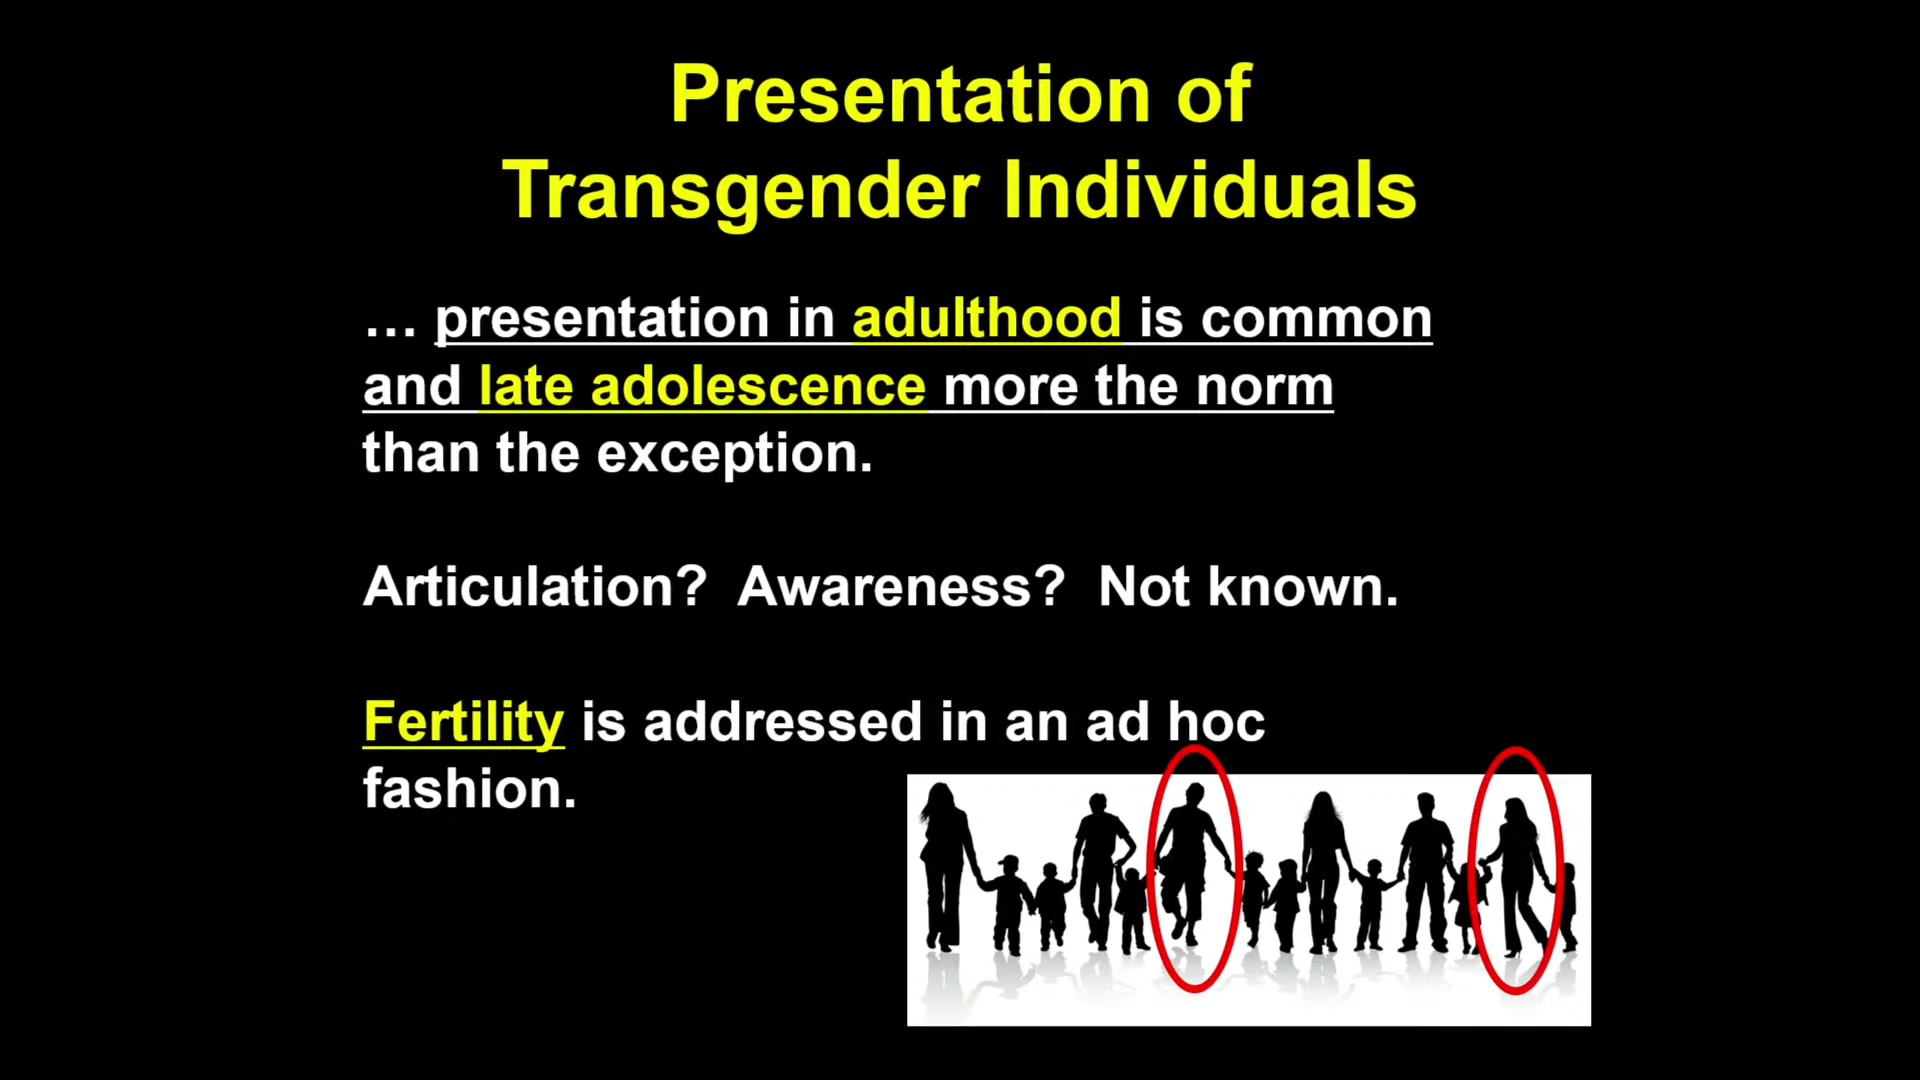 Presentation of
Transgender Individuals
… presentation in adulthood is common
and late adolescence more the norm
than the exception.
Articulation?  Awareness?  Not known.
Fertility is addressed in an ad hoc
fashion.